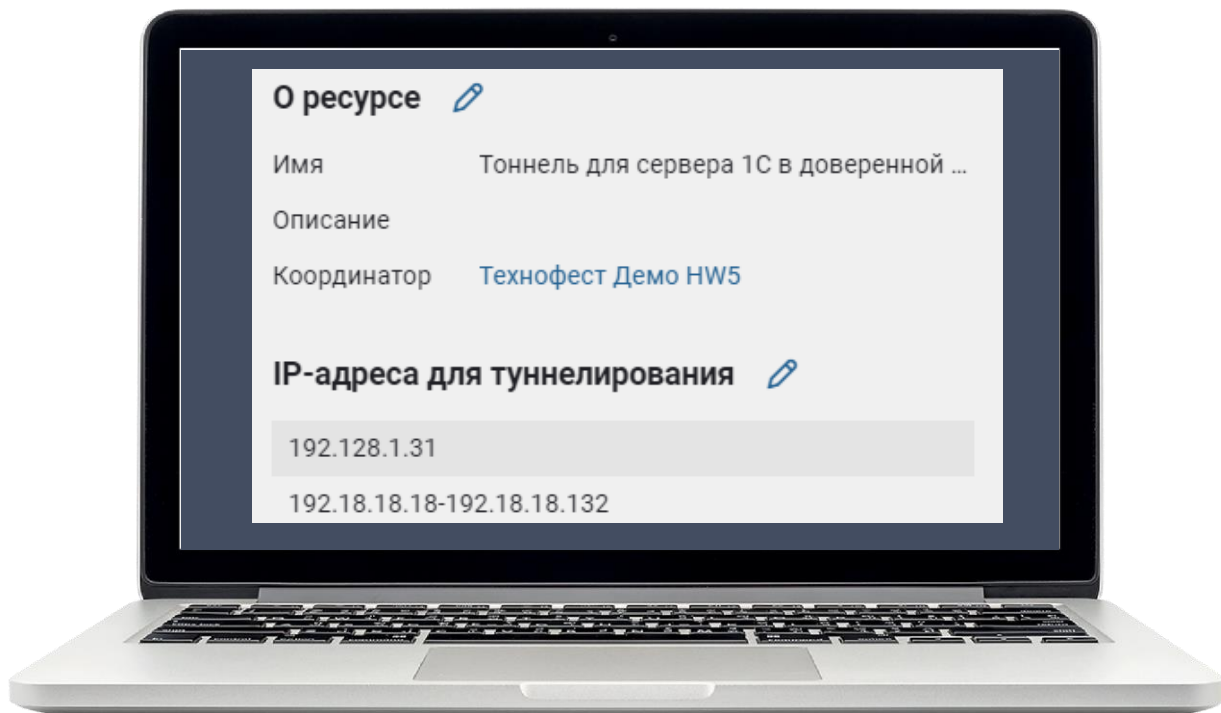 О ресурсе
Имя Тоннель для сервера 1С в доверенной ...
Описание
Координатор Технофест Демо HW5
IP-адреса для туннелирования
192.128.1.31
192.18.18.18-192.18.18.132